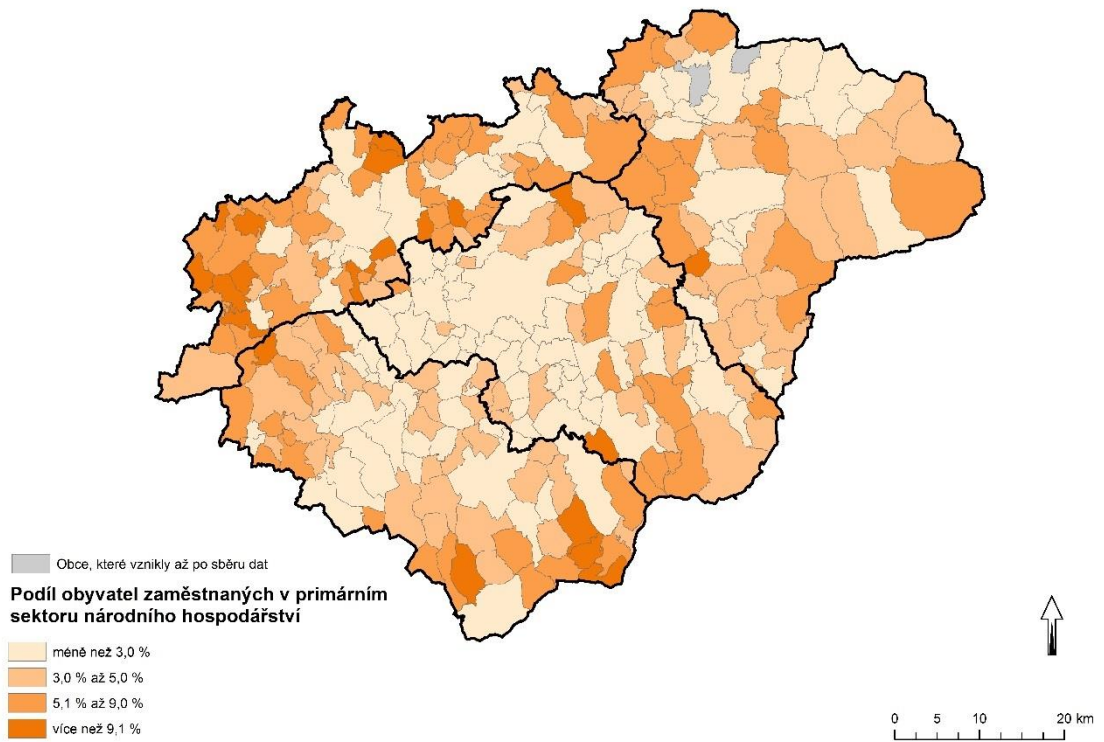 Obce, které vznikly až po sběru dat
Podíl obyvatel zaměstnaných v primárním
sektoru národního hospodářství
méně než 3,0 %
3,0 % až 5,0 %
5,1 % až 9,0 %
více než 9,1 %
0 5 10 20 km